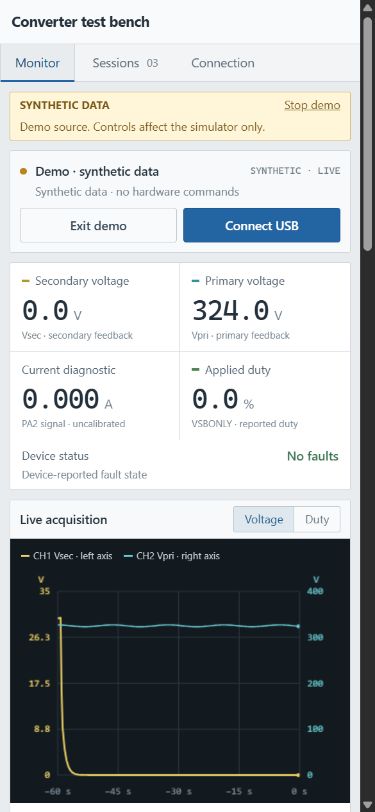 Converter test bench
Monitor Sessions 03 Connection
SYNTHETIC DATA Stop demo
Demo source. Controls affect the simulator only.
Demo · synthetic data SYNTHETIC · LIVE
Synthetic data · no hardware commands
Exit demo Connect USB
Secondary voltage Primary voltage
0.0 V 324.0 V
Vsec · secondary feedback Vpri · primary feedback
Current diagnostic Applied duty
0.000 A 0.0 %
PA2 signal · uncalibrated VSBONLY · reported duty
Device status No faults
Device-reported fault state
Live acquisition Voltage Duty
CH1 Vsec · left axis CH2 Vpri · right axis
V V
35 400
26.3 300
17.5 200
8.8 100
0 0
-60 s -45 s -30 s -15 s 0 s